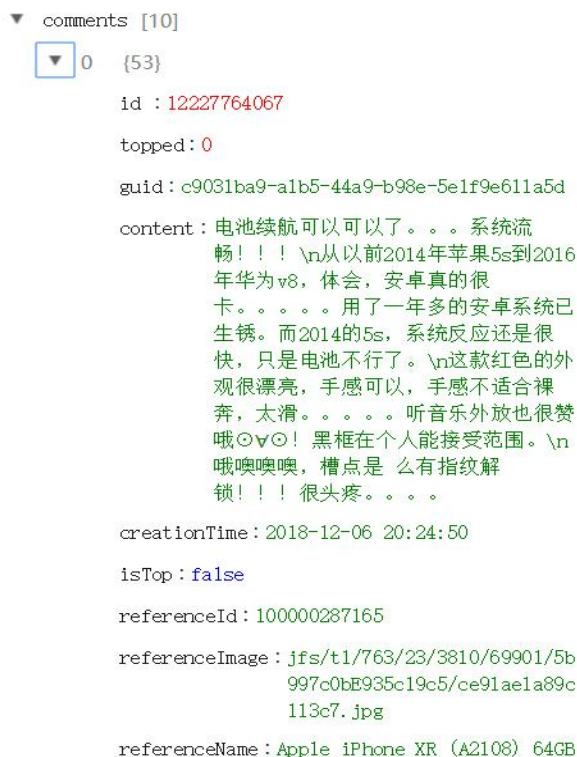 ▼ comments [10]
▼ 0 {53}
id :12227764067
topped:0
guid:c9031ba9-a1b5-44a9-b98e-5e1f9e611a5d
content:电池续航可以可以了。。。系统流
畅!!!\n从以前2014年苹果5s到2016
年华为v8，体会，安卓真的很
卡。。。。。用了一年多的安卓系统已
生锈。而2014的5s，系统反应还是很
快，只是电池不行了。\n这款红色的外
观很漂亮，手感可以，手感不适合裸
奔，太滑。。。。。听音乐外放也很赞
哦⊙∀⊙！黑框在个人能接受范围。\n
哦噢噢噢，槽点是 么有指纹解
锁!!!很头疼。。。。
creationTime:2018-12-06 20:24:50
isTop:false
referenceId:100000287165
referenceImage:jfs/t1/763/23/3810/69901/5b
997c0bE935c19c5/ce91ae1a89c
113c7.jpg
referenceName:Apple iPhone XR (A2108) 64GB